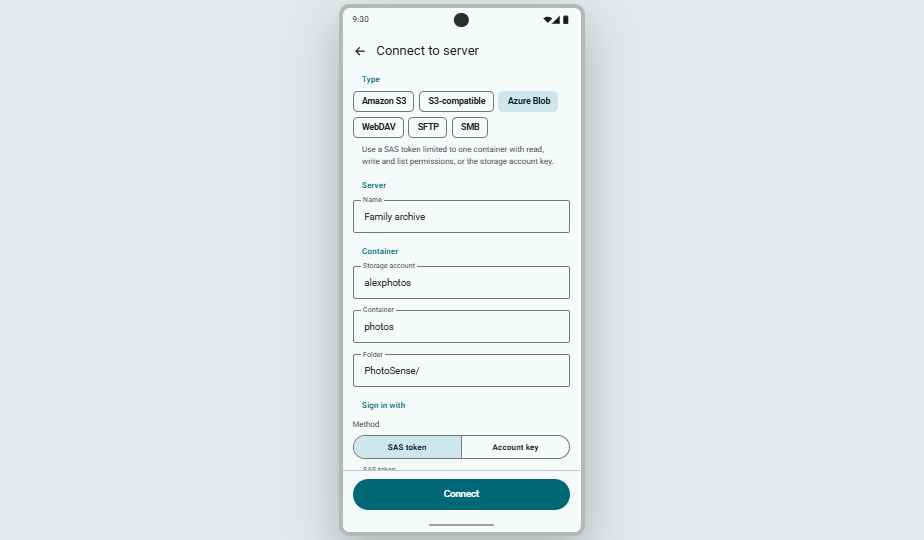 9:30
Connect to server
Type
Amazon S3 S3-compatible Azure Blob
WebDAV SFTP SMB
Use a SAS token limited to one container with read,
write and list permissions, or the storage account key.
Server
Name
Family archive
Container
Storage account
alexphotos
Container
photos
Folder
PhotoSense/
Sign in with
Method
SAS token Account key
SAS token
Connect